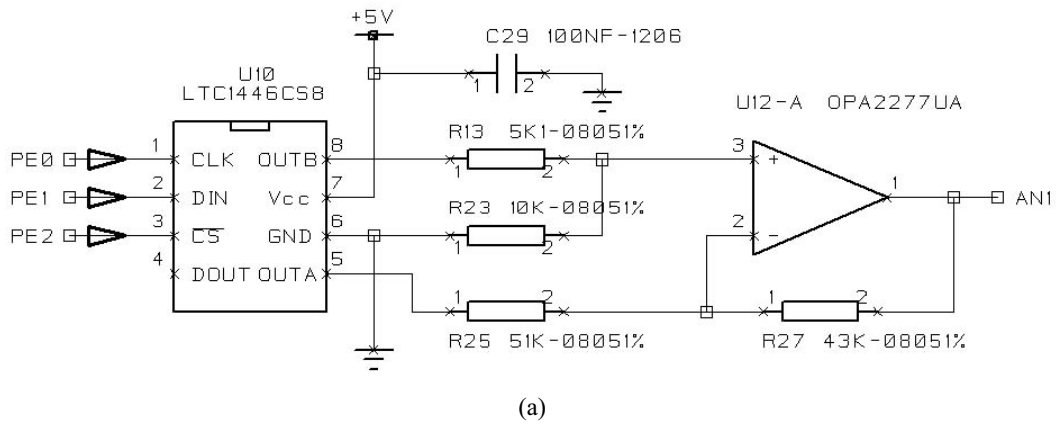 +5V
C29 100NF-1206
1 2
U10
LTC1446CS8
U12-A OPA2277UA
R13 5K1-08051%
PE0 1 CLK OUTB 8 1 2 3 +
PE1 2 DIN Vcc 7 1 AN1
R23 10K-08051%
PE2 3 CS GND 6 1 2 2 -
4 DOUT OUTA 5
1 2 1 2
R25 51K-08051% R27 43K-08051%
(a)